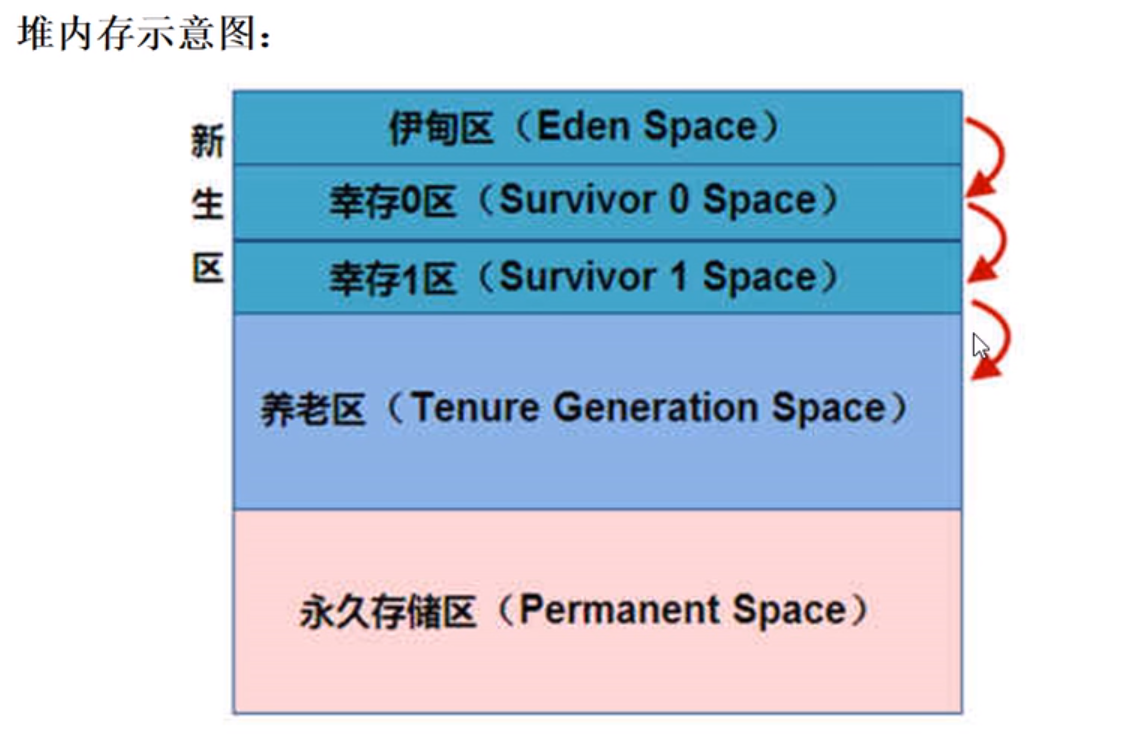 堆内存示意图：
新生区
伊甸区（Eden Space）
幸存0区（Survivor 0 Space）
幸存1区（Survivor 1 Space）
养老区（Tenure Generation Space）
永久存储区（Permanent Space）